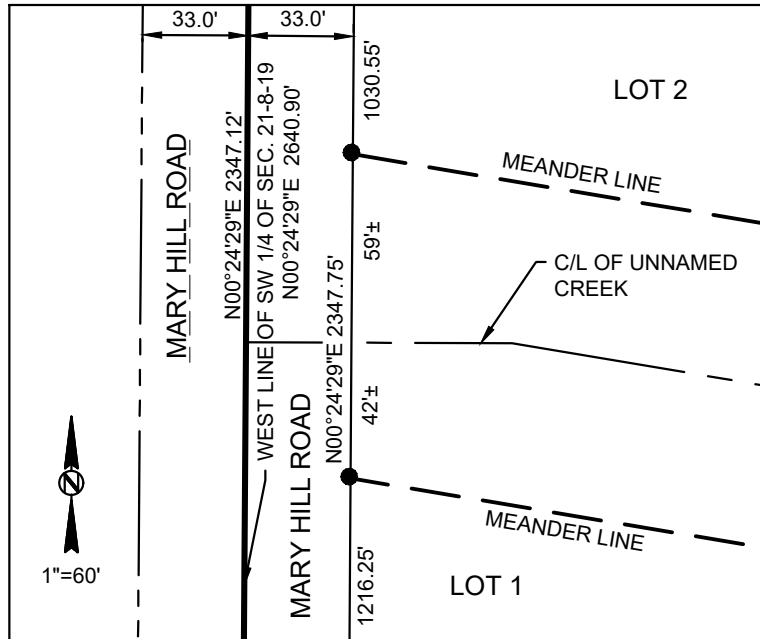 33.0'
33.0'
1030.55'
LOT 2
MARY HILL ROAD
N00°24'29"E 2347.12'
WEST LINE OF SW 1/4 OF SEC. 21-8-19
N00°24'29"E 2640.90'
MEANDER LINE
59'±
N00°24'29"E 2347.75'
C/L OF UNNAMED
CREEK
42'±
MARY HILL ROAD
N
1"=60'
MEANDER LINE
LOT 1
1216.25'